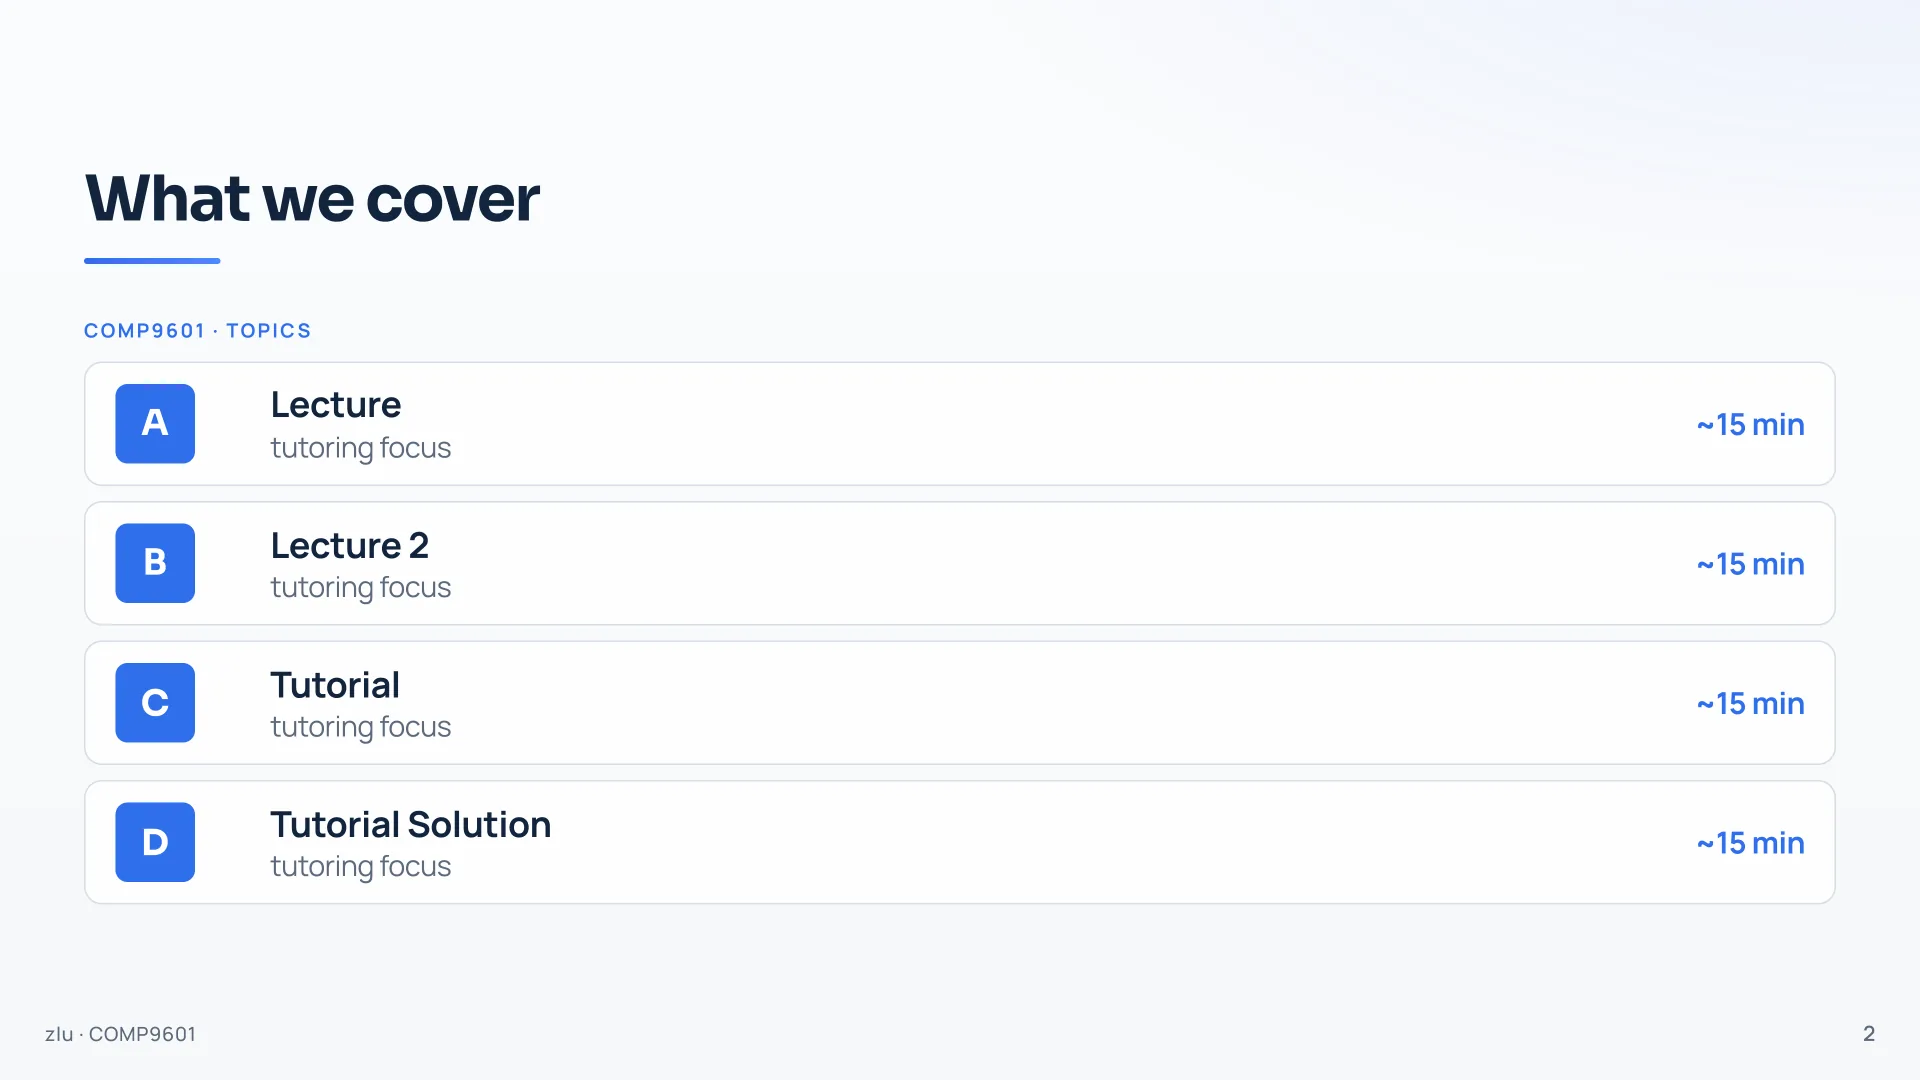 What we cover
COMP9601 · TOPICS
A
Lecture
tutoring focus
~15 min
B
Lecture 2
tutoring focus
~15 min
C
Tutorial
tutoring focus
~15 min
D
Tutorial Solution
tutoring focus
~15 min
zlu · COMP9601
2